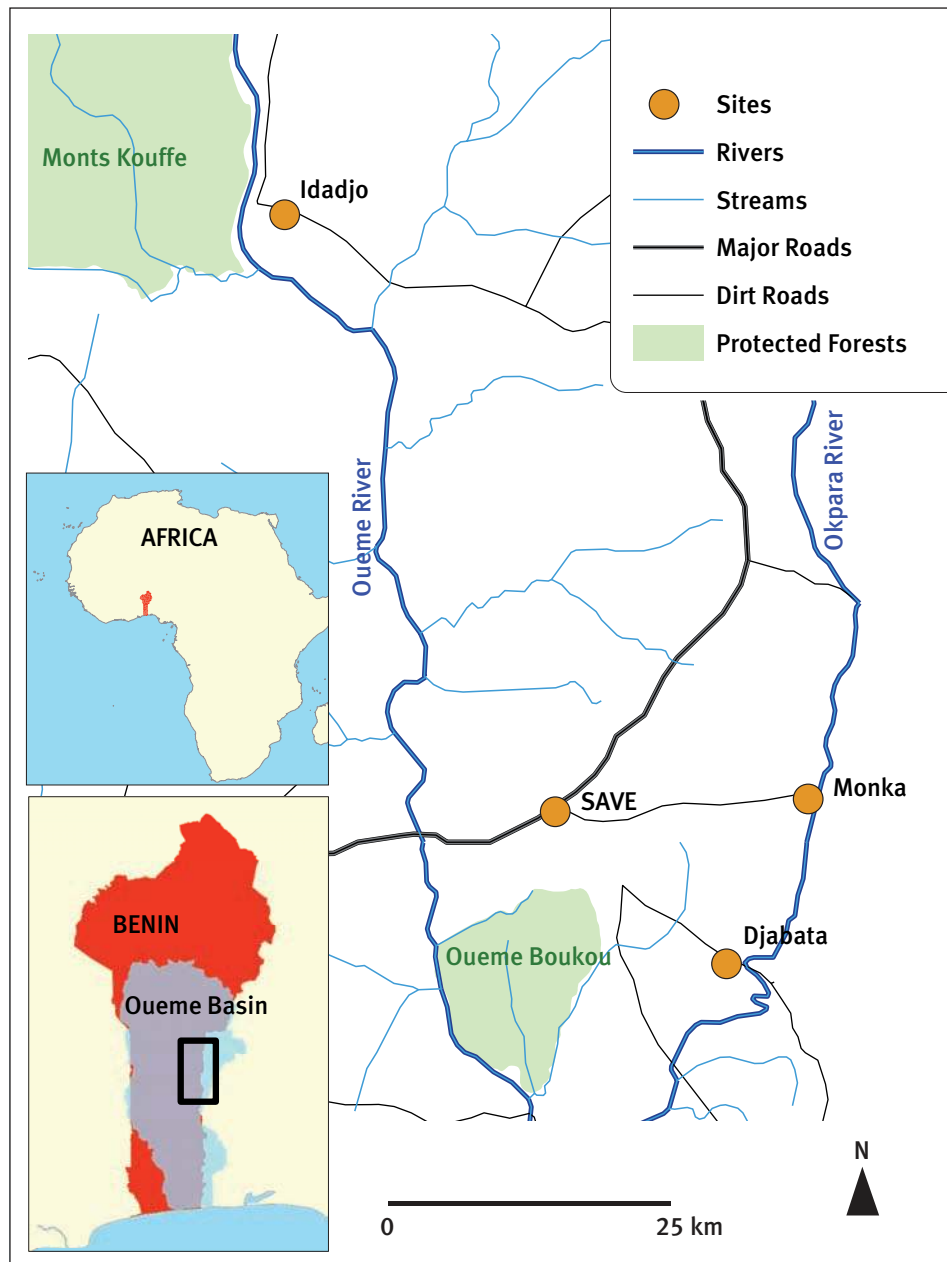 Sites
Rivers
Streams
Major Roads
Dirt Roads
Protected Forests
Monts Kouffe
Idadjo
Oueme River
Okpara River
AFRICA
SAVE
Monka
BENIN
Oueme Basin
Oueme Boukou
Djabata
N
0 25 km